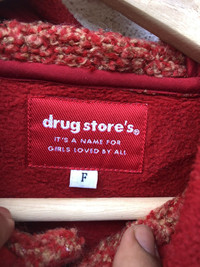 drug store's®
IT'S A NAME FOR
GIRLS LOVED BY ALL
F